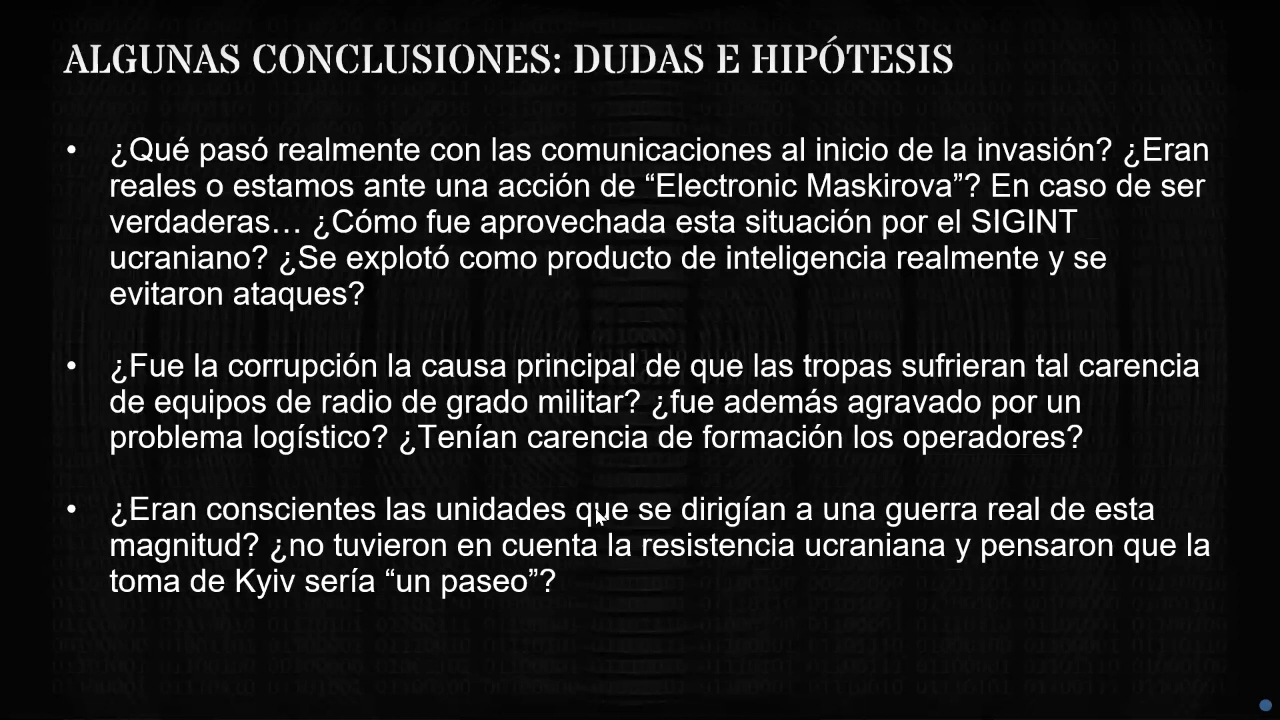 ALGUNAS CONCLUSIONES: DUDAS E HIPÓTESIS
• ¿Qué pasó realmente con las comunicaciones al inicio de la invasión? ¿Eran
reales o estamos ante una acción de “Electronic Maskirova”? En caso de ser
verdaderas… ¿Cómo fue aprovechada esta situación por el SIGINT
ucraniano? ¿Se explotó como producto de inteligencia realmente y se
evitaron ataques?
• ¿Fue la corrupción la causa principal de que las tropas sufrieran tal carencia
de equipos de radio de grado militar? ¿fue además agravado por un
problema logístico? ¿Tenían carencia de formación los operadores?
• ¿Eran conscientes las unidades que se dirigían a una guerra real de esta
magnitud? ¿no tuvieron en cuenta la resistencia ucraniana y pensaron que la
toma de Kyiv sería “un paseo”?